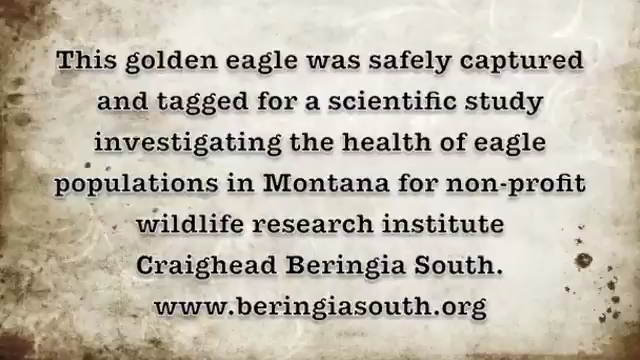 This golden eagle was safely captured
and tagged for a scientific study
investigating the health of eagle
populations in Montana for non-profit
wildlife research institute
Craighead Beringia South.
www.beringiasouth.org